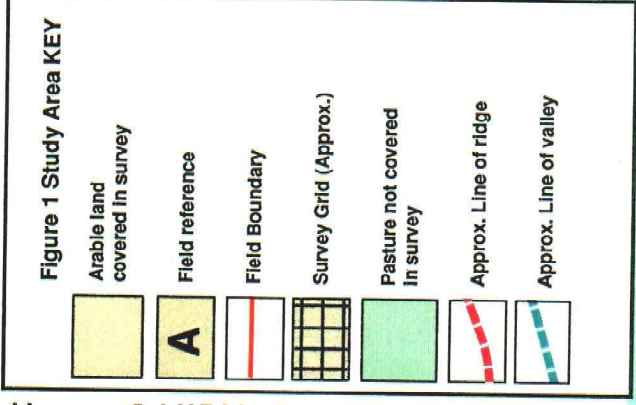 Figure 1 Study Area KEY
Arable land
covered in survey
A
Field reference
Field Boundary
Survey Grid (Approx.)
Pasture not covered
in survey
Approx. Line of ridge
Approx. Line of valley